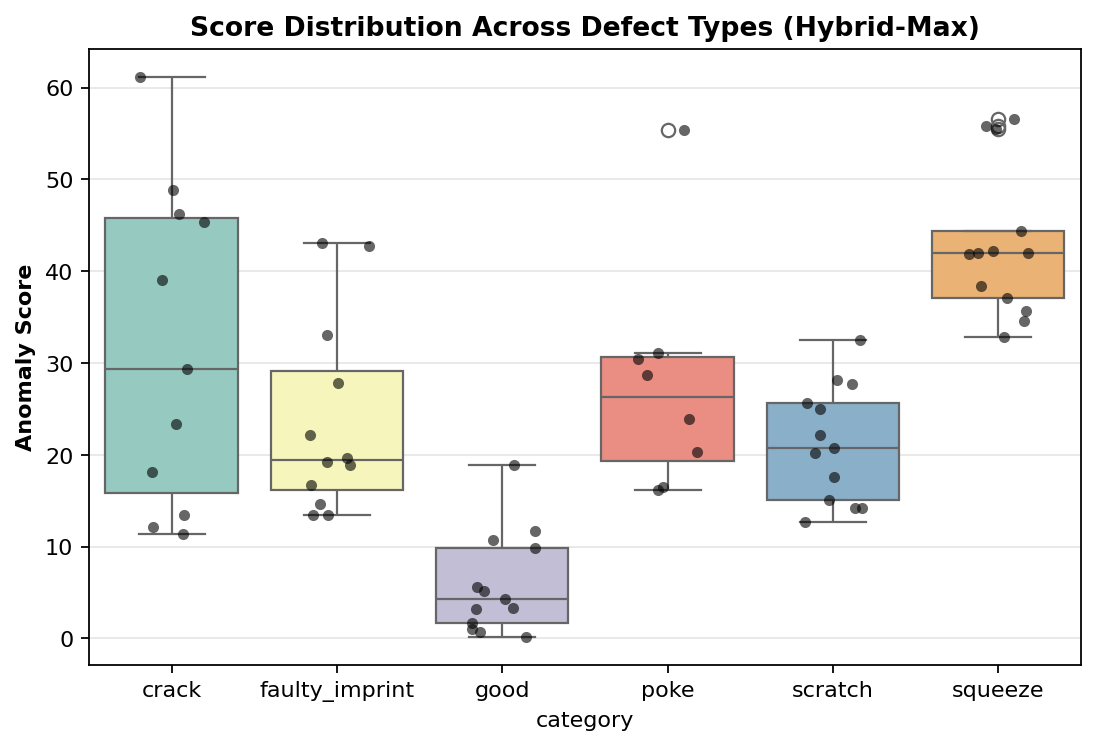 Score Distribution Across Defect Types (Hybrid-Max)
Anomaly Score
60
50
40
30
20
10
0
crack faulty_imprint good poke scratch squeeze
category